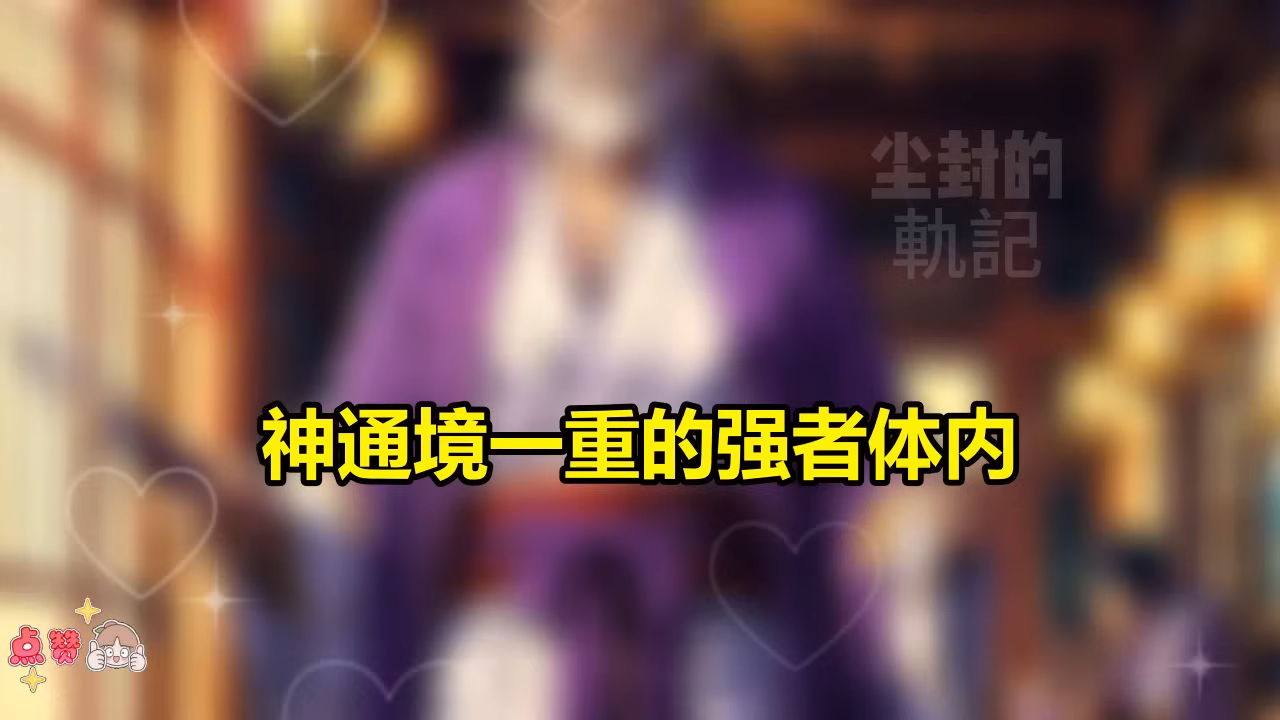 尘封的
軌記
神通境一重的强者体内
点赞